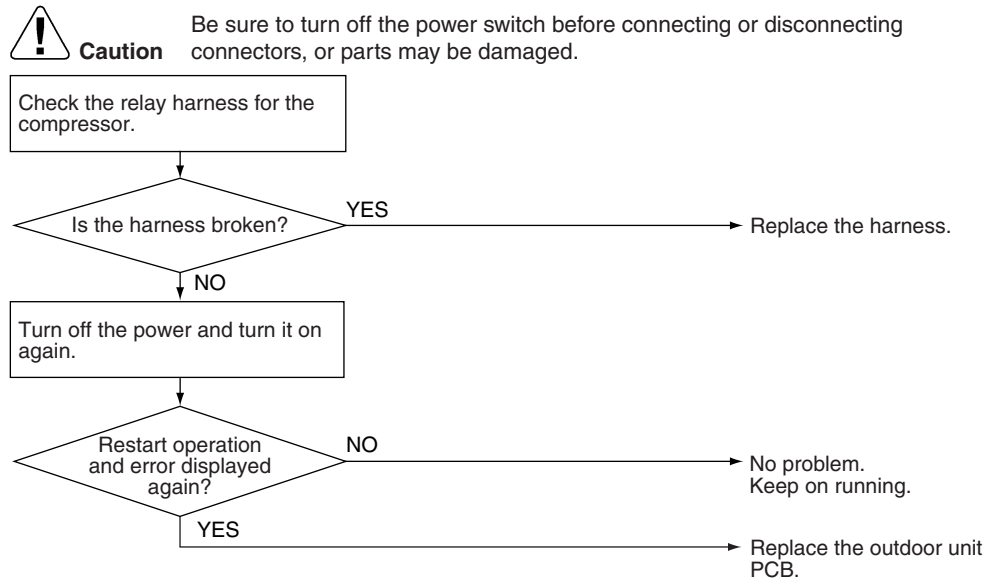 Be sure to turn off the power switch before connecting or disconnecting
Caution connectors, or parts may be damaged.
Check the relay harness for the
compressor.
Is the harness broken?
YES
Replace the harness.
NO
Turn off the power and turn it on
again.
Restart operation
and error displayed
again?
NO
No problem.
Keep on running.
YES
Replace the outdoor unit
PCB.